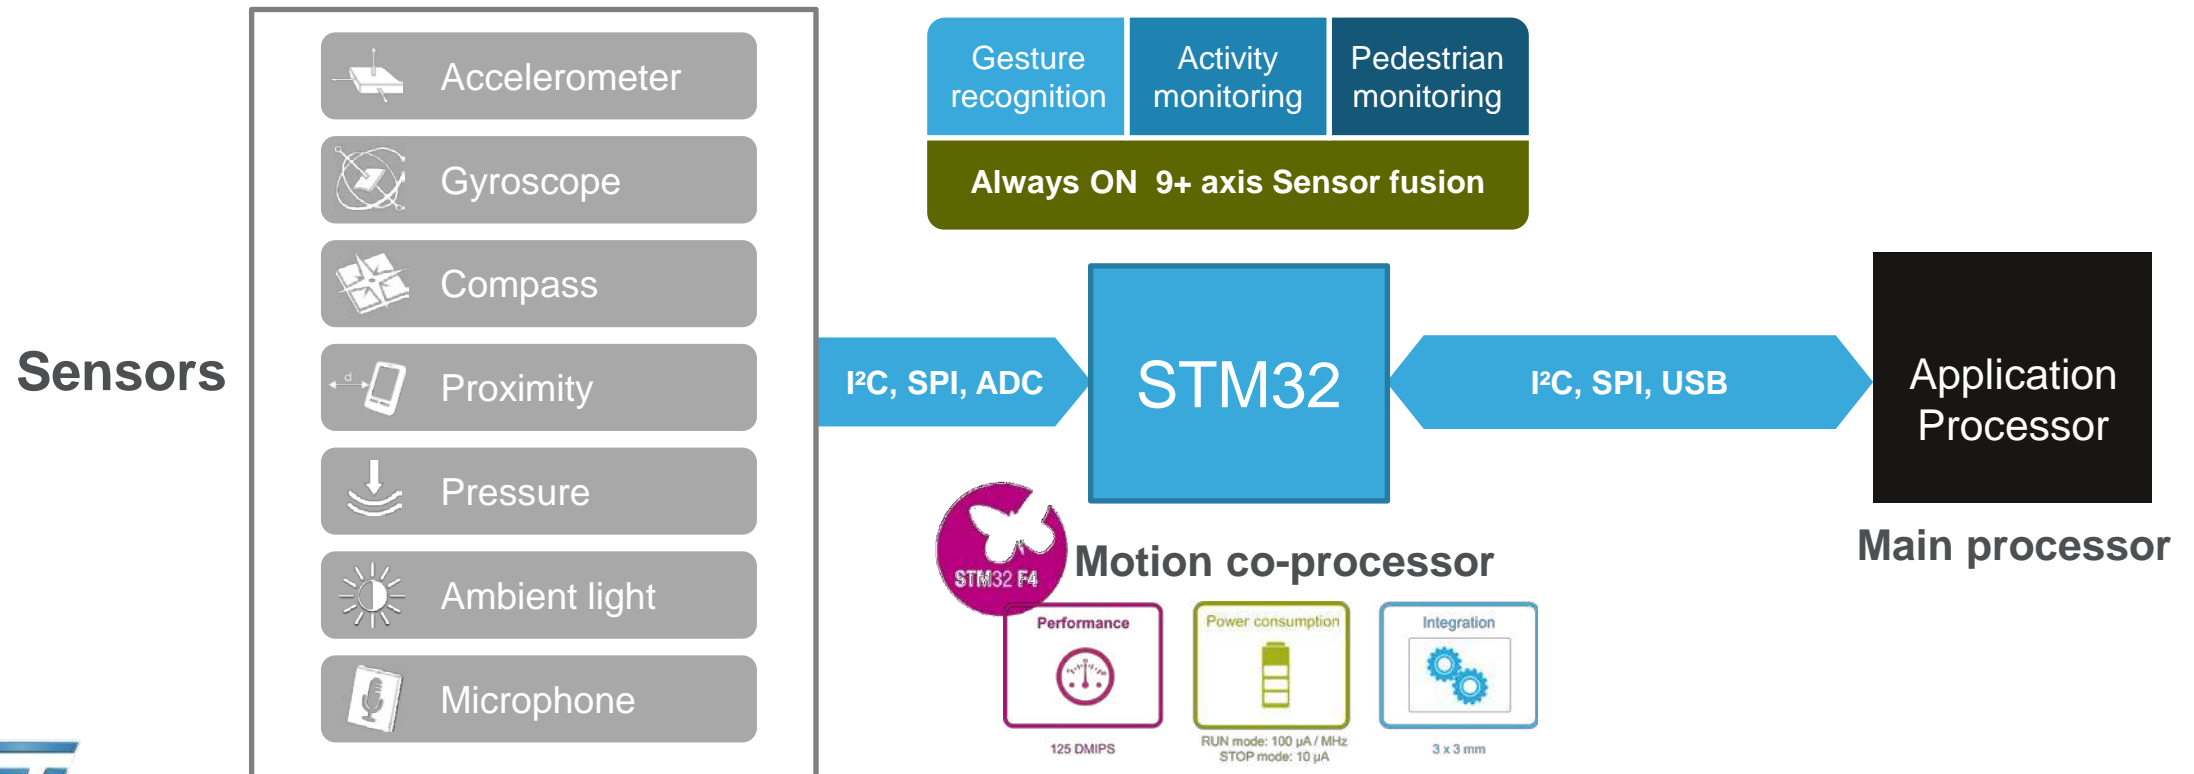 Sensors
Accelerometer
Gyroscope
Compass
d
Proximity
Pressure
Ambient light
Microphone
Gesture
recognition
Activity
monitoring
Pedestrian
monitoring
Always ON 9+ axis Sensor fusion
I²C, SPI, ADC
STM32
I²C, SPI, USB
Application
Processor
Main processor
STM32 F4
Motion co-processor
Performance
125 DMIPS
Power consumption
RUN mode: 100 µA / MHz
STOP mode: 10 µA
Integration
3 x 3 mm